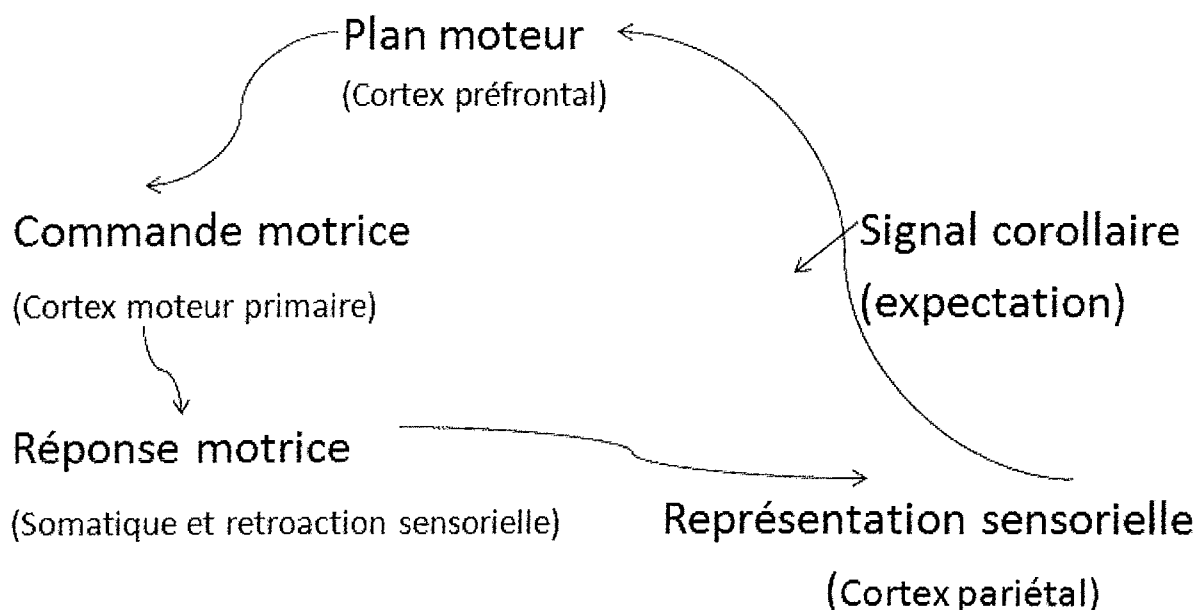 Plan moteur
(Cortex préfrontal)
Commande motrice
(Cortex moteur primaire)
Signal corollaire
(expectation)
Réponse motrice
(Somatique et retroaction sensorielle)
Représentation sensorielle
(Cortex pariétal)